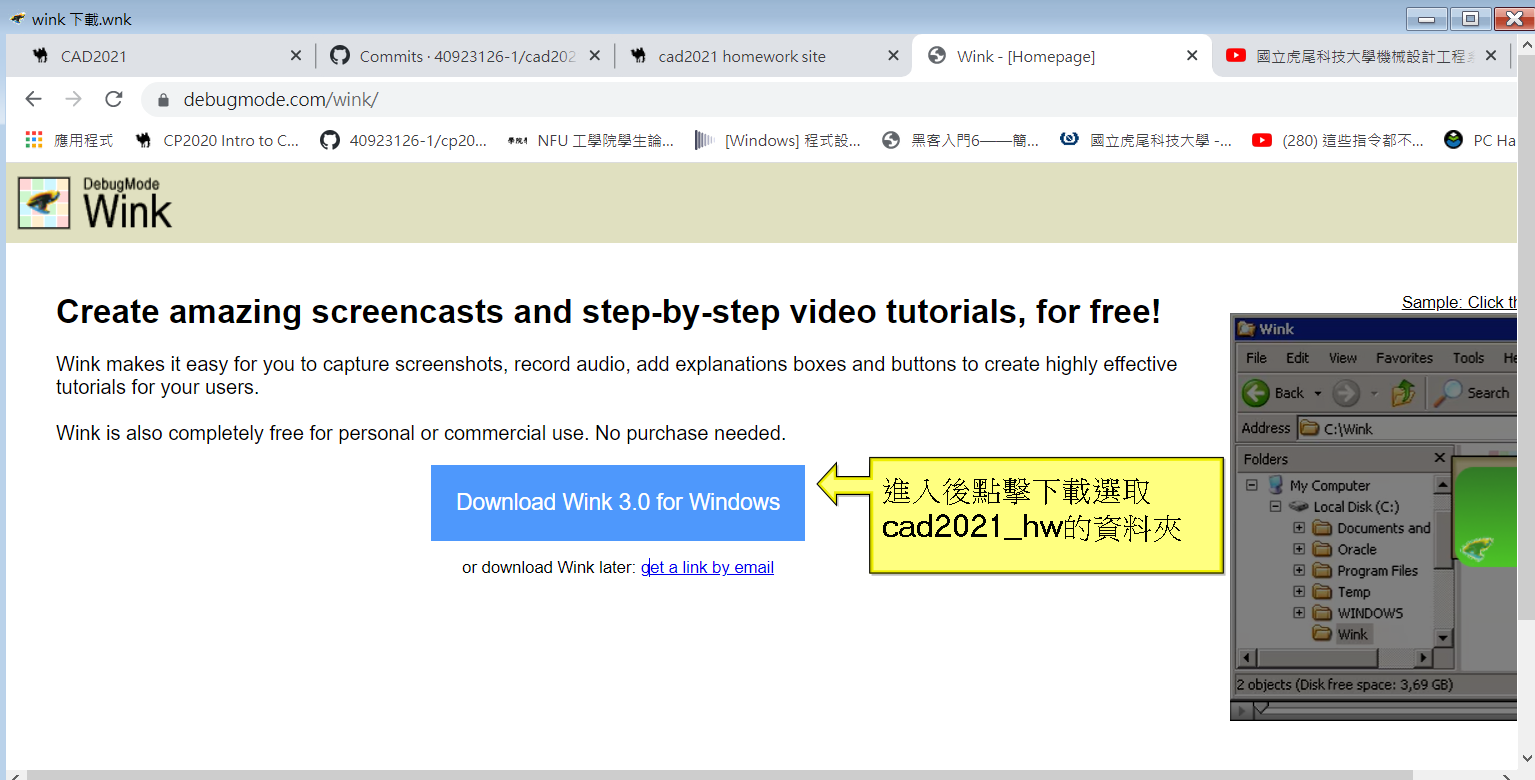 wink 下載.wnk
CAD2021
Commits · 40923126-1/cad202
cad2021 homework site
Wink - [Homepage]
國立虎尾科技大學機械設計工程
debugmode.com/wink/
應用程式
CP2020 Intro to C...
40923126-1/cp20...
NFU 工學院學生論...
[Windows] 程式設...
黑客入門6——簡...
國立虎尾科技大學 -...
(280) 這些指令都不...
PC Ha
DebugMode
Wink
Create amazing screencasts and step-by-step video tutorials, for free!
Wink makes it easy for you to capture screenshots, record audio, add explanations boxes and buttons to create highly effective
tutorials for your users.
Wink is also completely free for personal or commercial use. No purchase needed.
Download Wink 3.0 for Windows
or download Wink later: get a link by email
進入後點擊下載選取
cad2021_hw的資料夾
Sample: Click th
Wink
File Edit View Favorites Tools He
Back Search
Address C:\Wink
Folders
My Computer
Local Disk (C:)
Documents and
Oracle
Program Files
Temp
WINDOWS
Wink
2 objects (Disk free space: 3,69 GB)